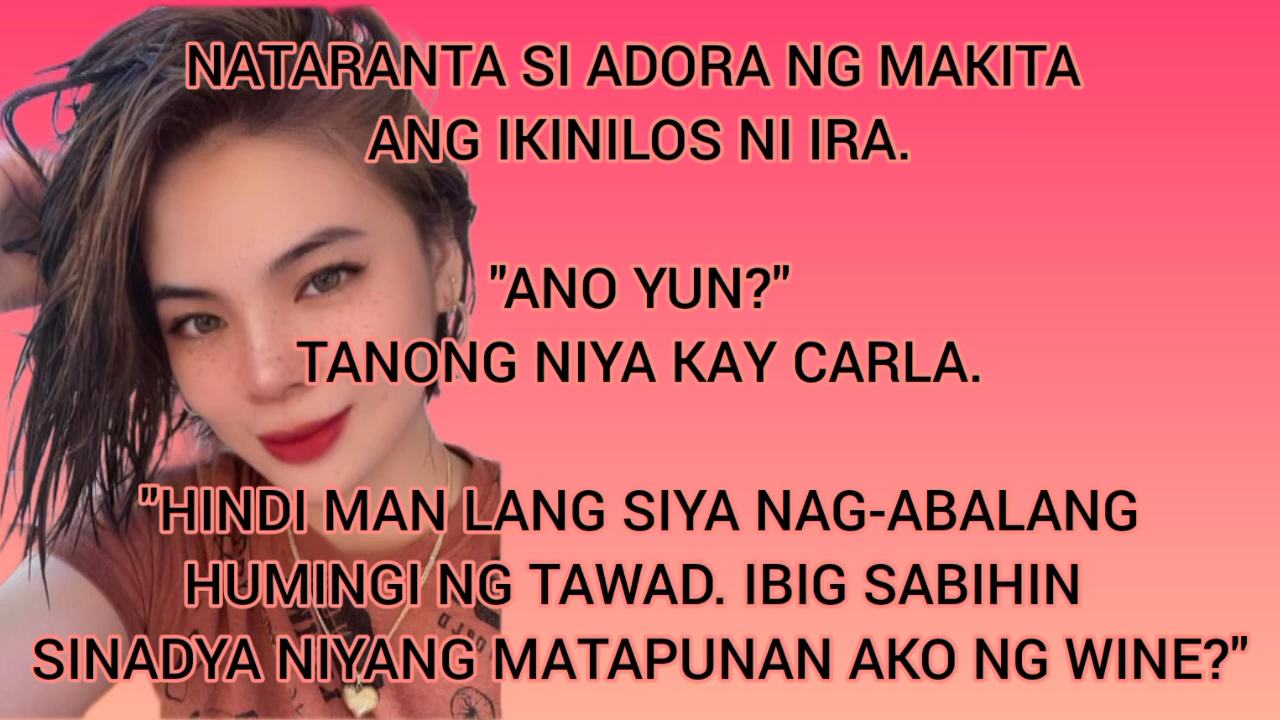 NATARANTA SI ADORA NG MAKITA
ANG IKINILOS NI IRA.
"ANO YUN?"
TANONG NIYA KAY CARLA.
"HINDI MAN LANG SIYA NAG-ABALANG
HUMINGI NG TAWAD. IBIG SABIHIN
SINADYA NIYANG MATAPUNAN AKO NG WINE?"